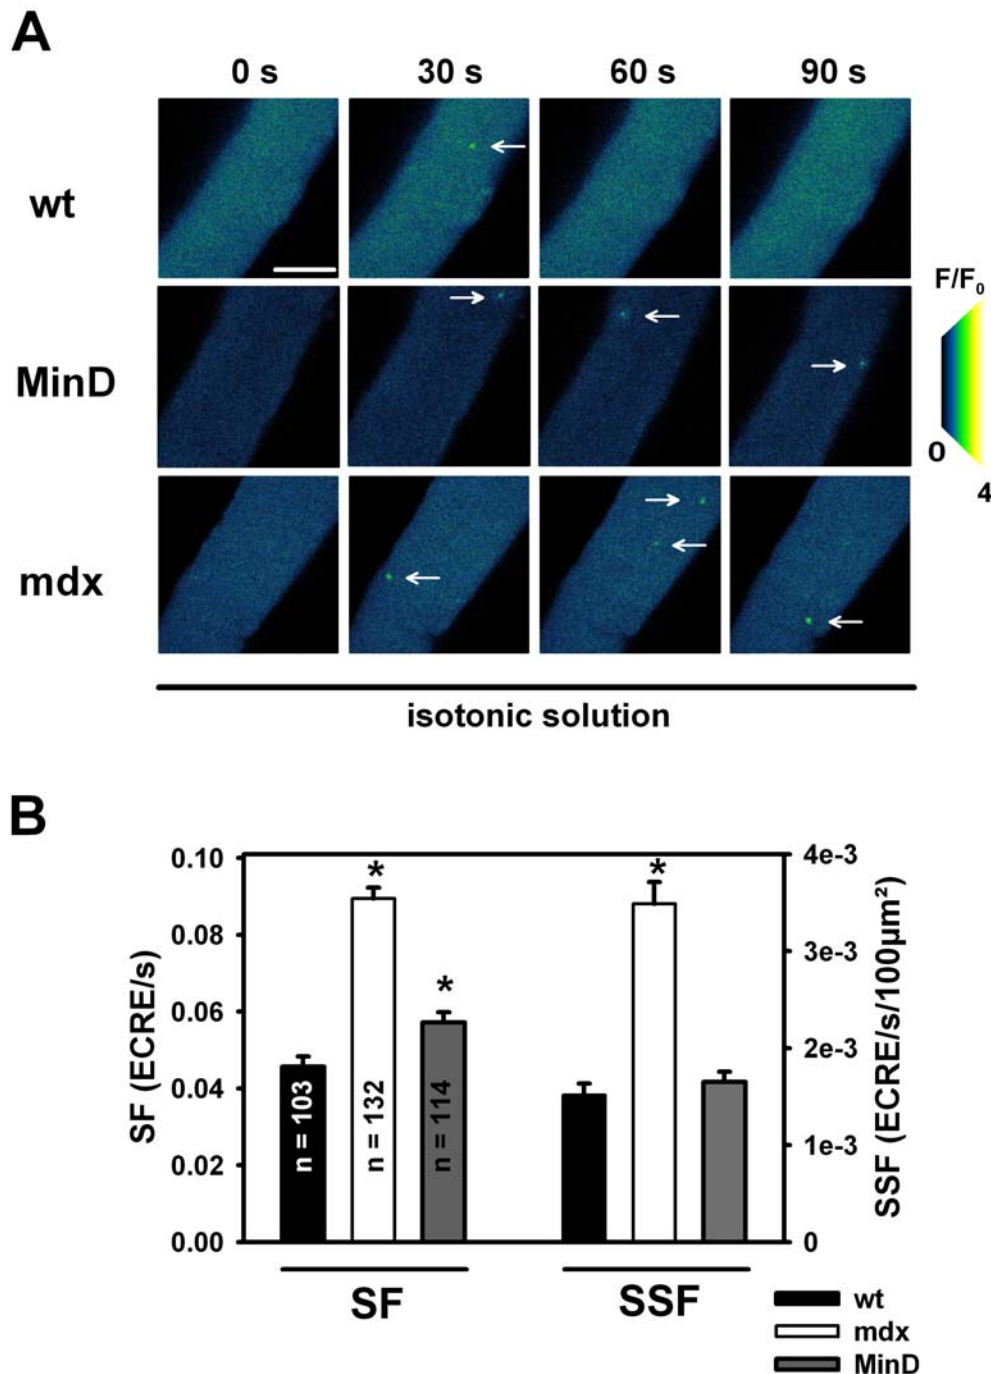 A
0 s 30 s 60 s 90 s
wt
F/F₀
MinD
0
4
mdx
isotonic solution
B
SF (ECRE/s)
0.10
0.08
0.06
0.04
0.02
0.00
* * *
n = 103
n = 132
n = 114
4e-3
3e-3
2e-3
1e-3
0
SSF (ECRE/s/100µm²)
SF SSF
wt
mdx
MinD